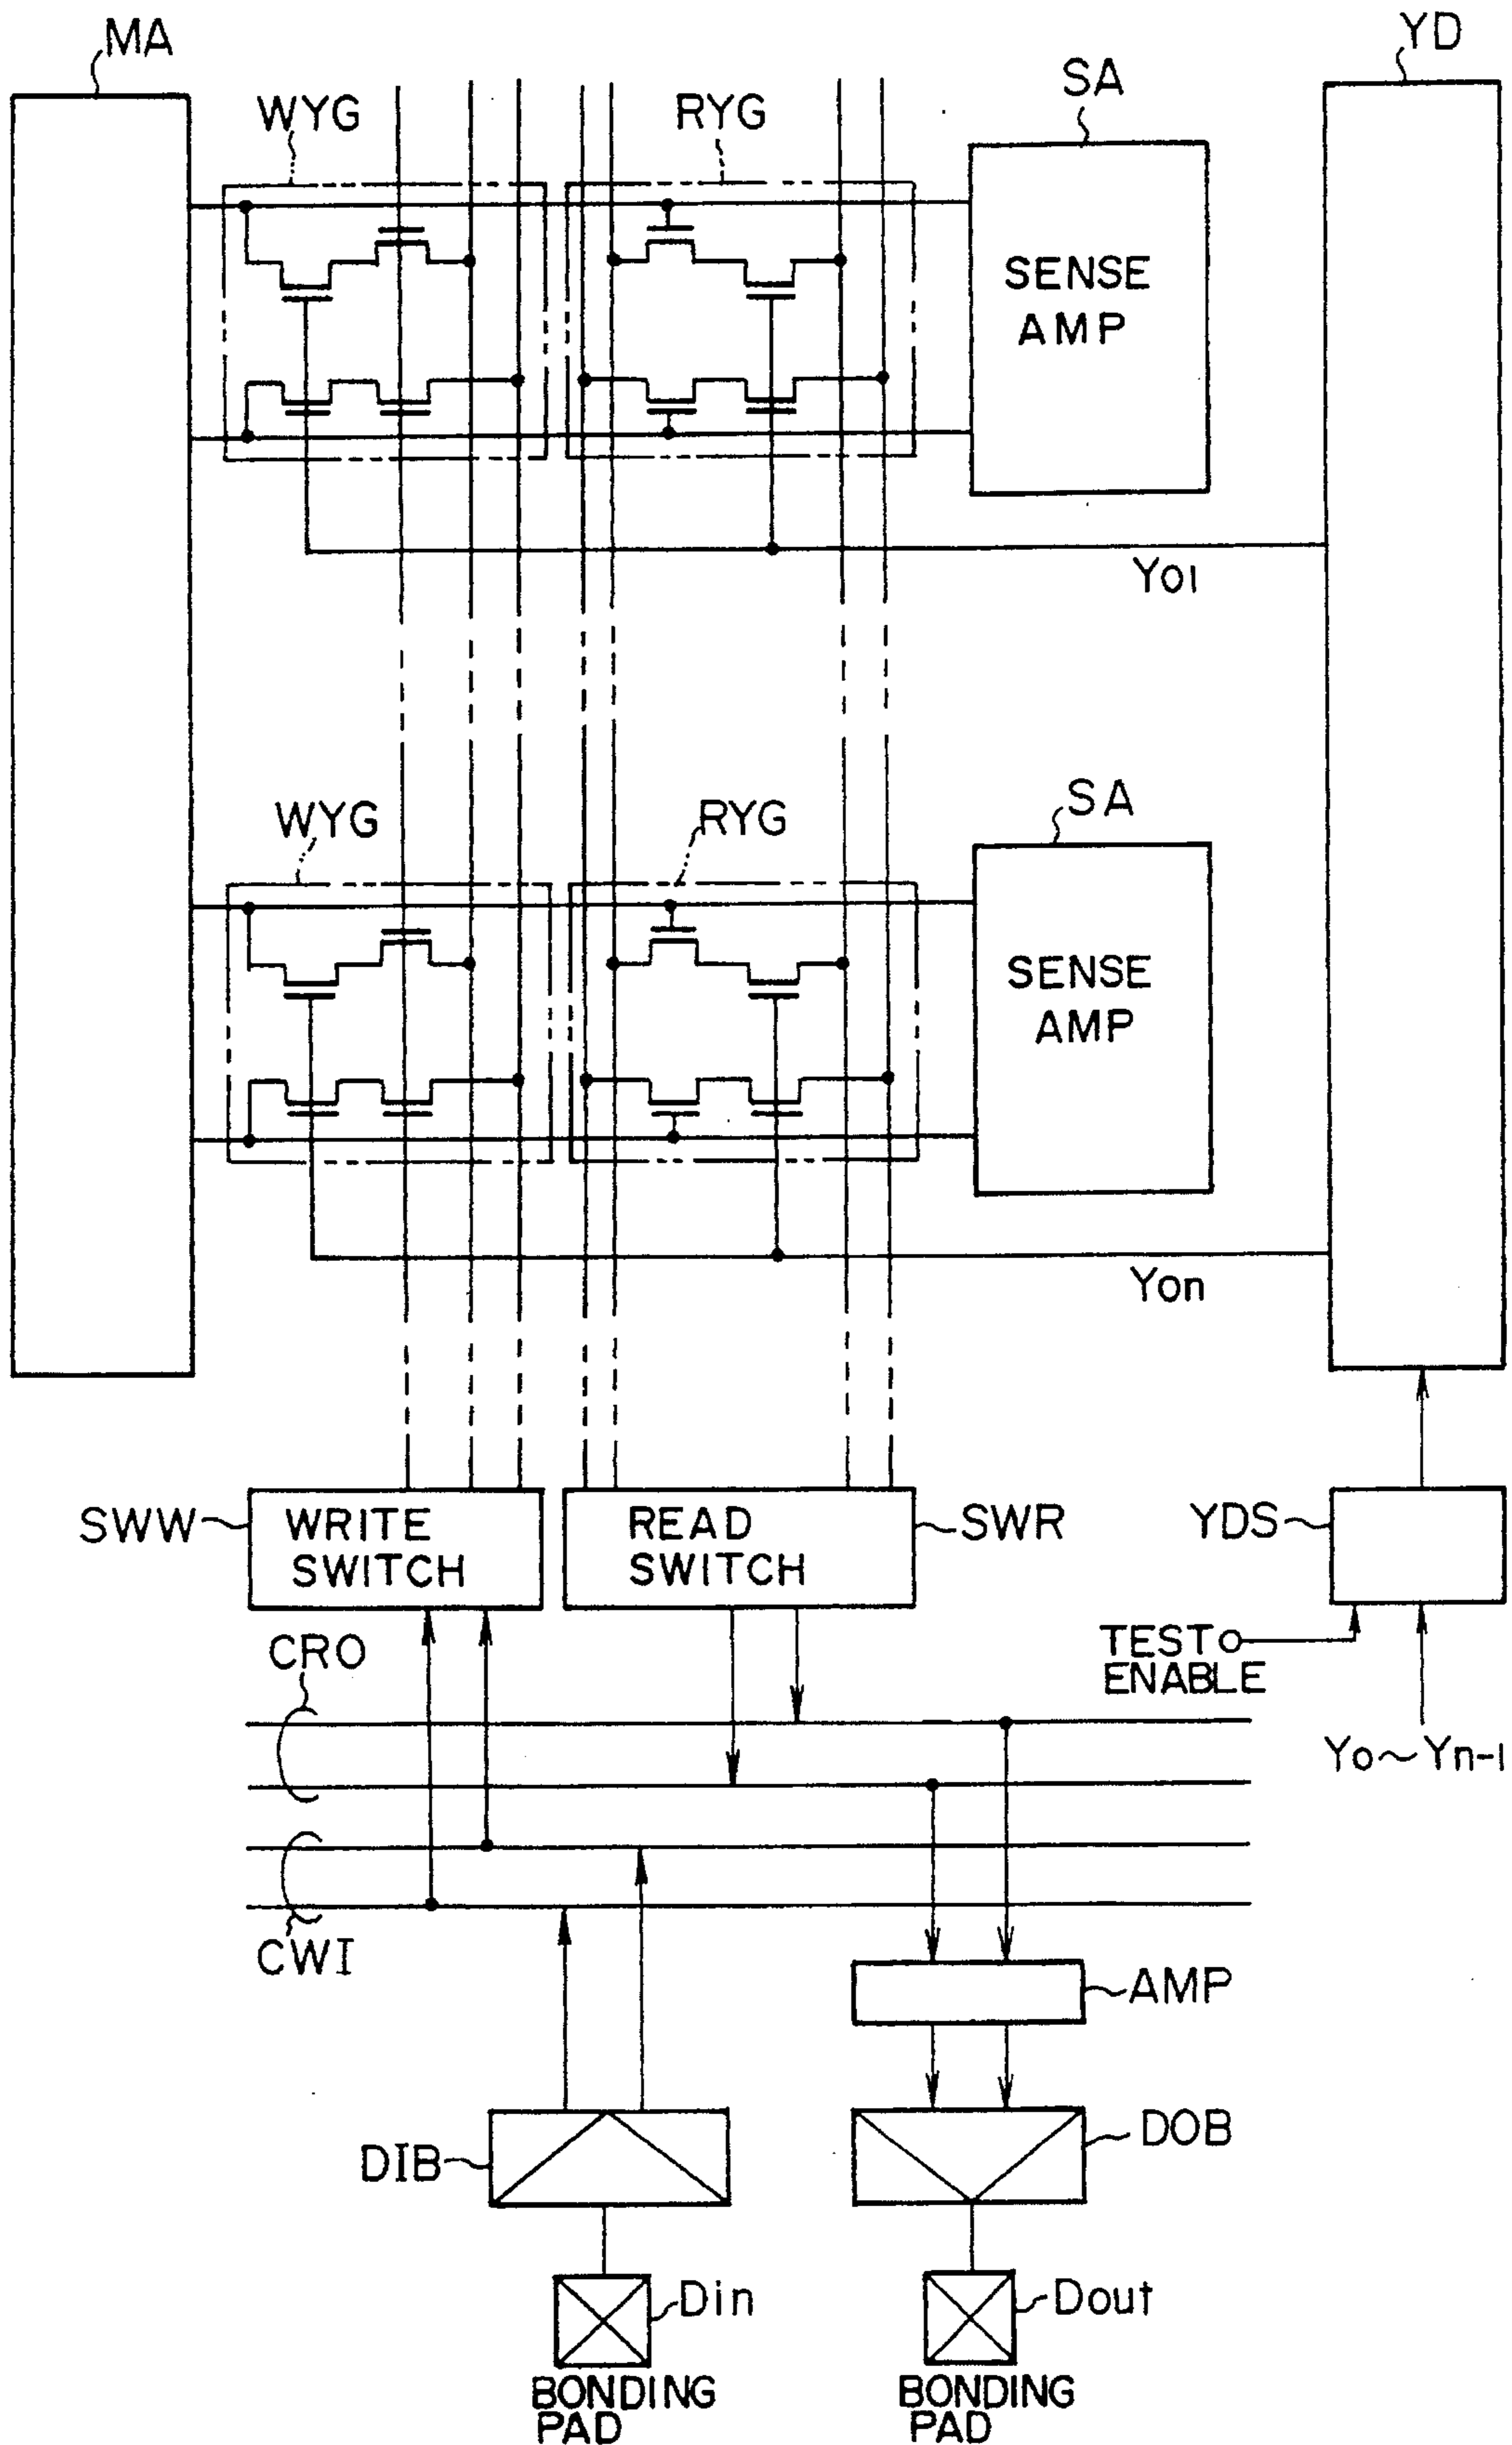 MA
YD
SA
WYG
RYG
SENSE
AMP
Yo1
SA
WYG
RYG
SENSE
AMP
Yon
SWW
WRITE
SWITCH
READ
SWITCH
SWR
YDS
CRO
TEST
ENABLE
Yo~Yn-1
CWI
AMP
DIB
DOB
Din
Dout
BONDING
PAD
BONDING
PAD